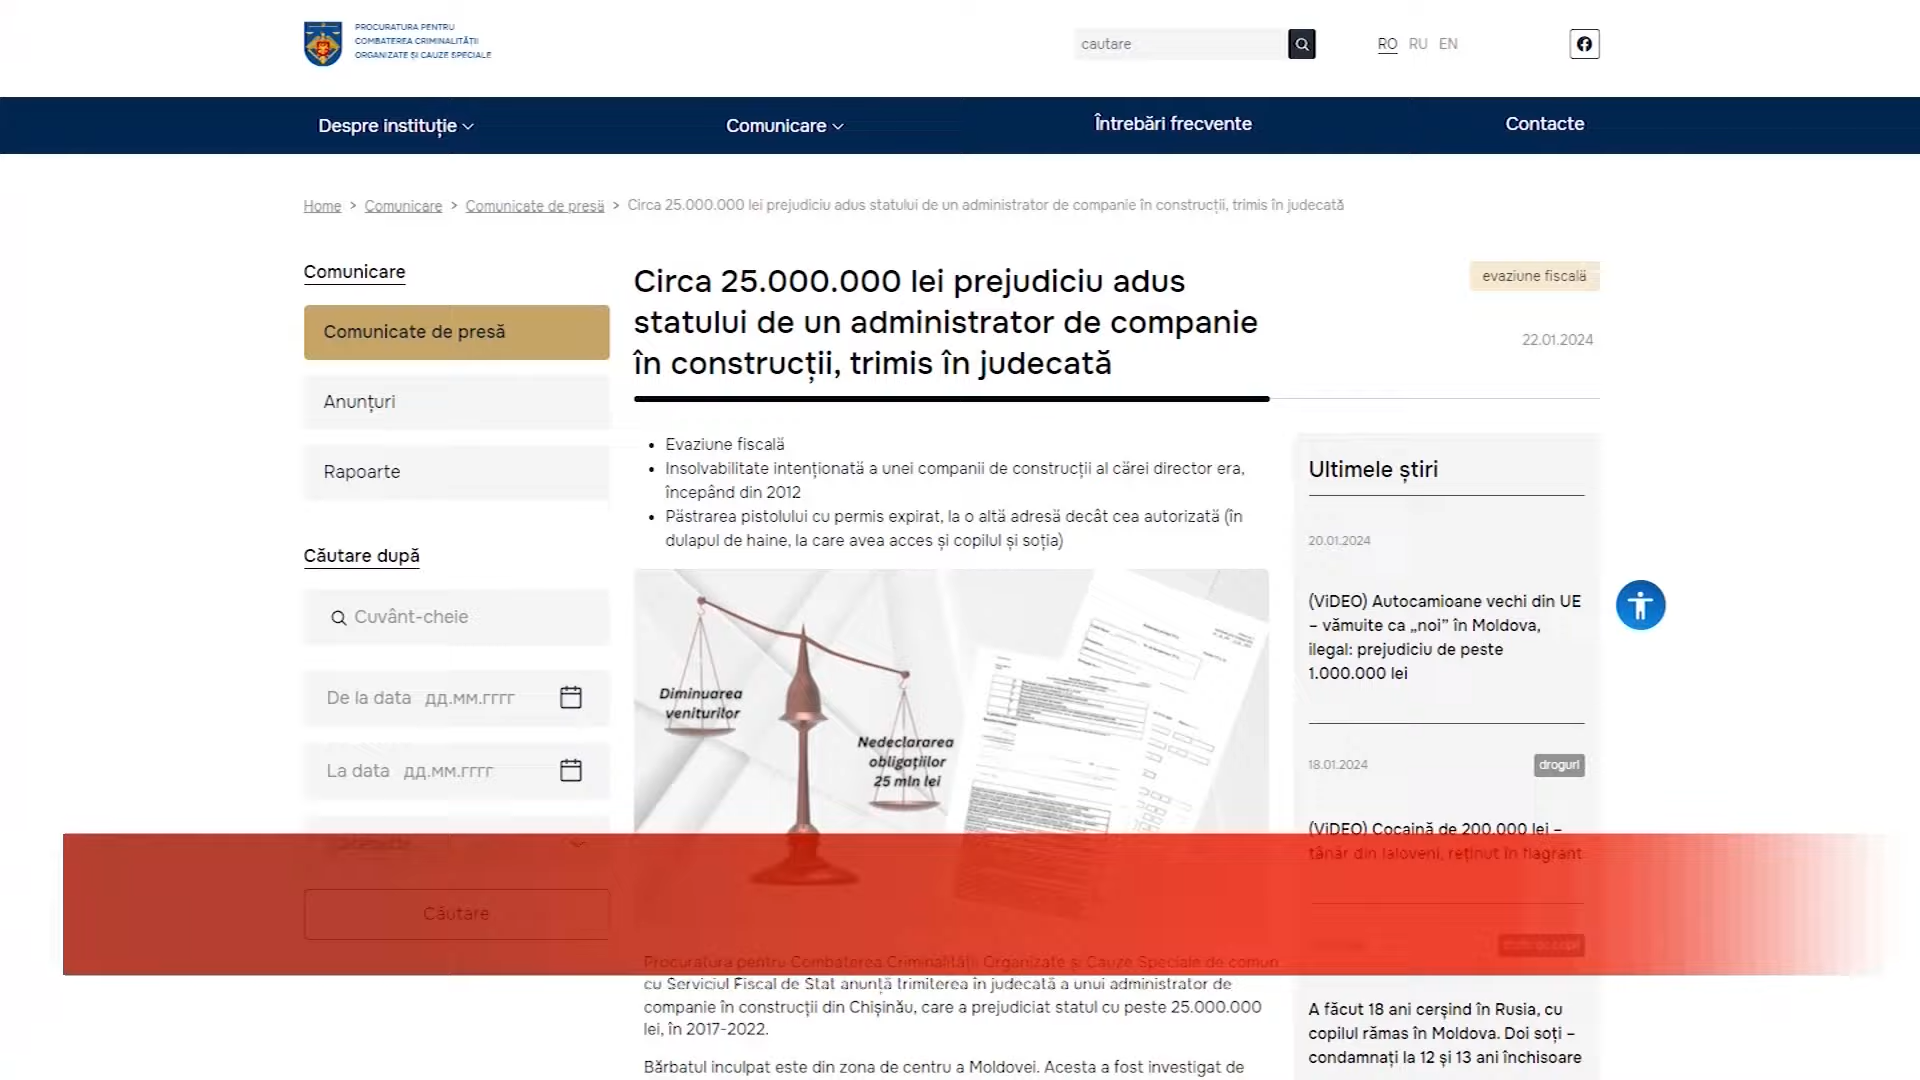 PROCURATURA PENTRU
COMBATEREA CRIMINALITĂȚII
ORGANIZATE ȘI CAUZE SPECIALE
cautare
RO RU EN
Despre instituție
Comunicare
Întrebări frecvente
Contacte
Home > Comunicare > Comunicate de presă > Circa 25.000.000 lei prejudiciu adus statului de un administrator de companie în construcții, trimis în judecată
Comunicare
Comunicate de presă
Anunțuri
Rapoarte
Căutare după
Cuvânt-cheie
De la data дд.мм.гггг
La data дд.мм.гггг
Căutare
Circa 25.000.000 lei prejudiciu adus
statului de un administrator de companie
în construcții, trimis în judecată
evaziune fiscală
22.01.2024
• Evaziune fiscală
• Insolvabilitate intenționată a unei companii de construcții al cărei director era,
începând din 2012
• Păstrarea pistolului cu permis expirat, la o altă adresă decât cea autorizată (în
dulapul de haine, la care avea acces și copilul și soția)
Diminuarea
veniturilor
Nedeclararea
obligațiilor
25 mln lei
Procuratura pentru Combaterea Criminalității Organizate și Cauze Speciale de comun
cu Serviciul Fiscal de Stat anunță trimiterea în judecată a unui administrator de
companie în construcții din Chișinău, care a prejudiciat statul cu peste 25.000.000
lei, în 2017-2022.
Bărbatul inculpat este din zona de centru a Moldovei. Acesta a fost investigat de
Ultimele știri
20.01.2024
(ViDEO) Autocamioane vechi din UE
– vămuite ca „noi” în Moldova,
ilegal: prejudiciu de peste
1.000.000 lei
18.01.2024
droguri
(ViDEO) Cocaină de 200.000 lei –
tânăr din Ialoveni, reținut în flagrant
A făcut 18 ani cerșind în Rusia, cu
copilul rămas în Moldova. Doi soți –
condamnați la 12 și 13 ani închisoare